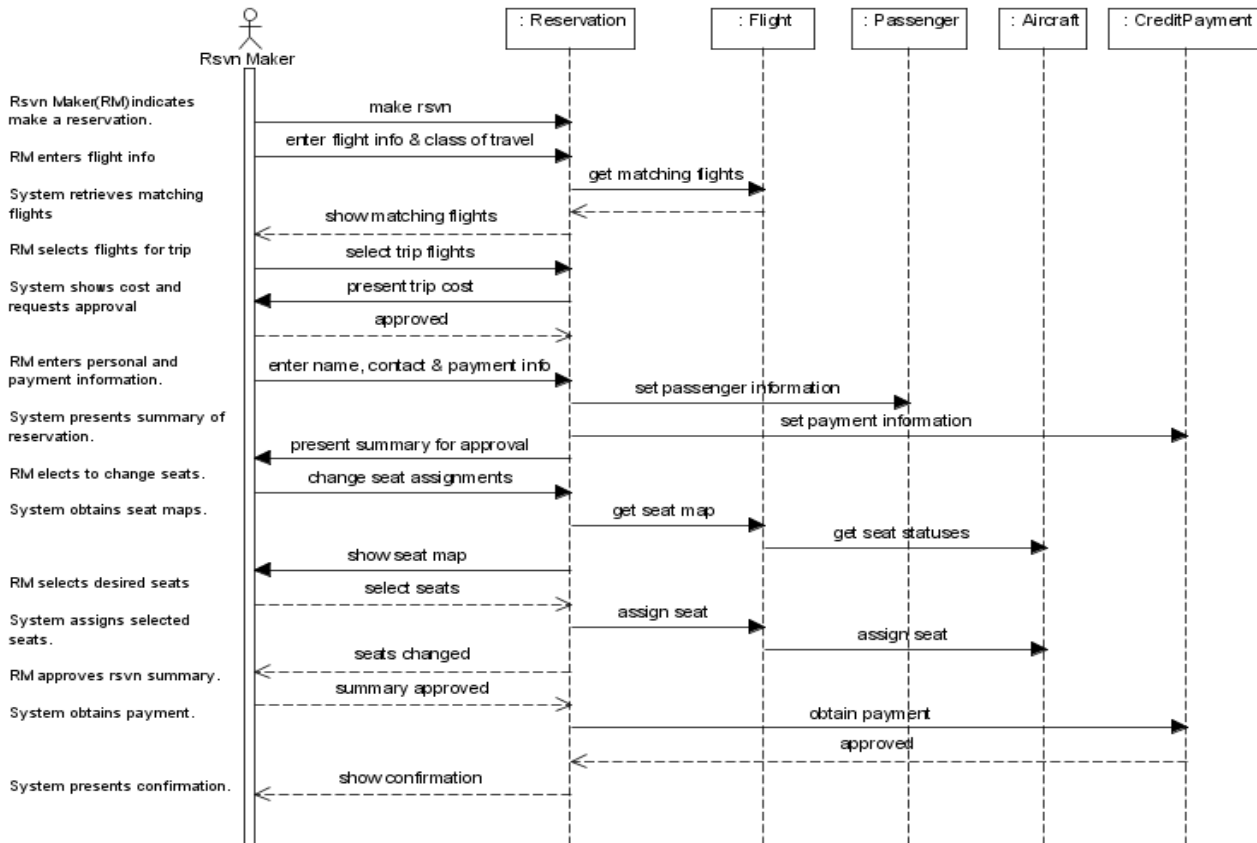 : Reservation
: Flight
: Passenger
: Aircraft
: CreditPayment
Rsvn Maker
Rsvn Maker(RM)indicates
make a reservation.
make rsvn
enter flight info & class of travel
RM enters flight info
get matching flights
System retrieves matching
flights
show matching flights
RM selects flights for trip
select trip flights
System shows cost and
requests approval
present trip cost
approved
RM enters personal and
payment information.
enter name, contact & payment info
set passenger information
System presents summary of
reservation.
set payment information
present summary for approval
RM elects to change seats.
change seat assignments
System obtains seat maps.
get seat map
get seat statuses
show seat map
RM selects desired seats
select seats
System assigns selected
seats.
assign seat
assign seat
seats changed
RM approves rsvn summary.
summary approved
System obtains payment.
obtain payment
approved
show confirmation
System presents confirmation.